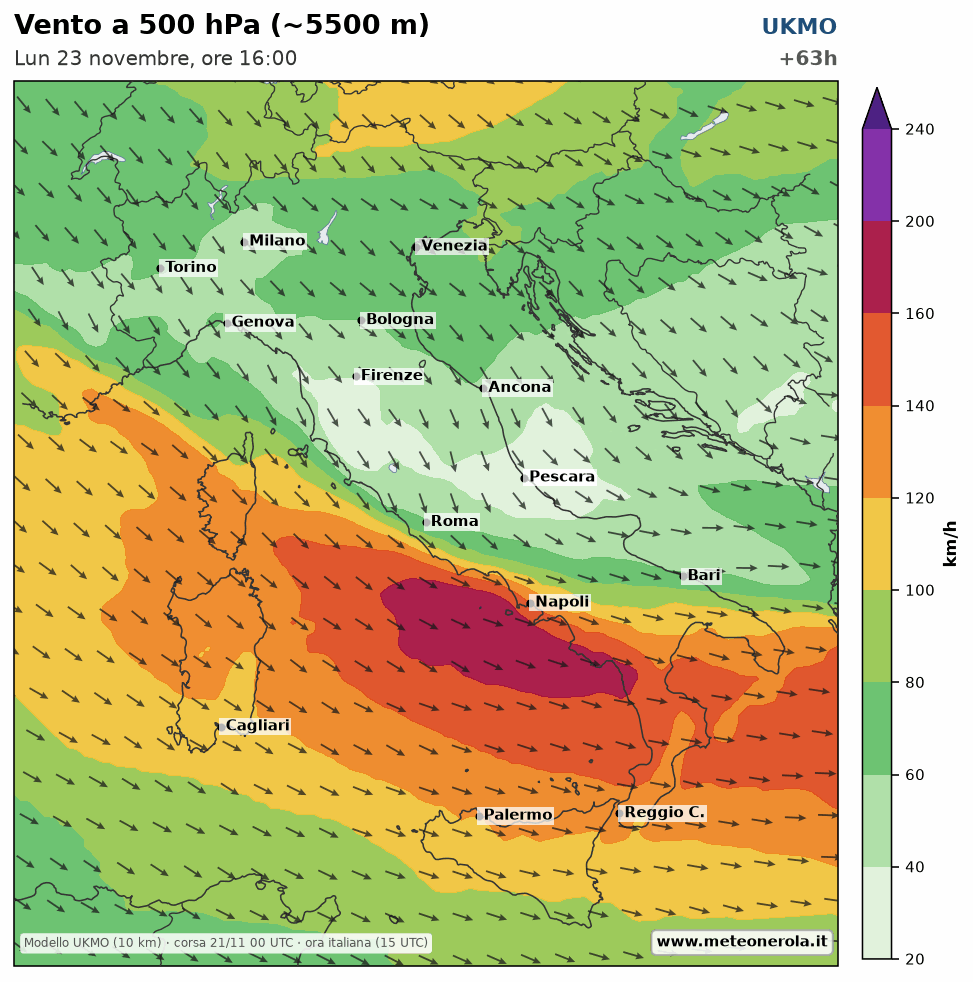 Vento a 500 hPa (~5500 m)
UKMO
Lun 23 novembre, ore 16:00
+63h
240
200
160
140
120
100
80
60
40
20
km/h
Milano
Venezia
Torino
Genova
Bologna
Firenze
Ancona
Pescara
Roma
Bari
Napoli
Cagliari
Palermo
Reggio C.
Modello UKMO (10 km) · corsa 21/11 00 UTC · ora italiana (15 UTC)
www.meteonerola.it